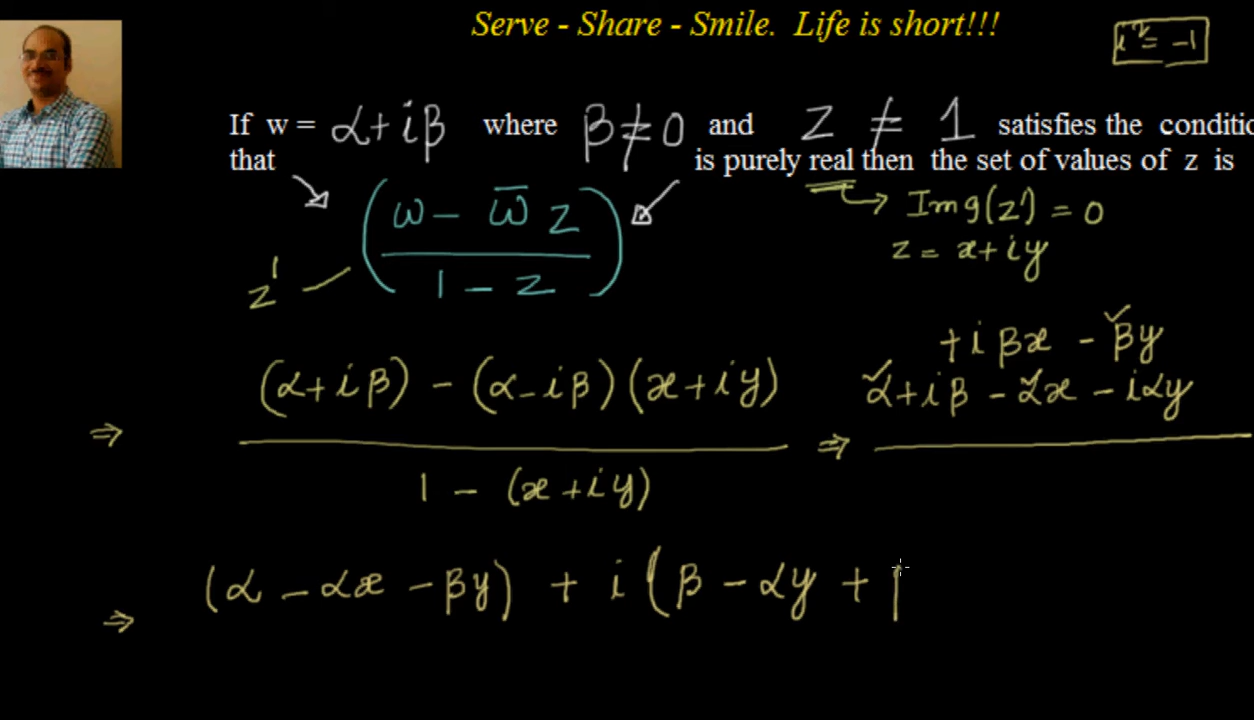 Serve - Share - Smile. Life is short!!!
i² = -1
If w = α+iβ where β≠0 and z ≠ 1 satisfies the conditio
that is purely real then the set of values of z is
(ω - ω̅ z)/(1 - z)
z'
→ Img(z') = 0
z = x+iy
⇒ ((α+iβ) - (α-iβ)(x+iy))/(1 - (x+iy))
+iβx - βy
⇒ α+iβ - αx - iαy
⇒ (α - αx - βy) + i(β - αy +